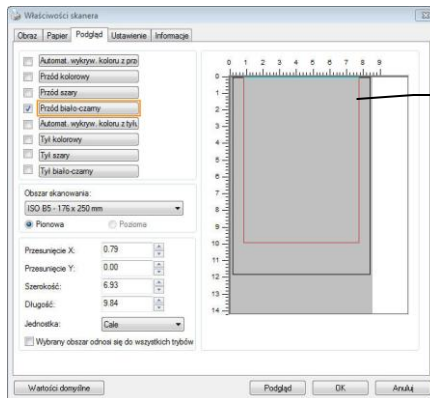 Właściwości skanera
Obraz Papier Podgląd Ustawienie Informacje
Automat. wykryw. koloru z prze
Przód kolorowy
Przód szary
Przód biało-czarny
Automat. wykryw. koloru z tyłu
Tył kolorowy
Tył szary
Tył biało-czarny
Obszar skanowania:
ISO B5 - 176 x 250 mm
Pionowa Pozioma
Przesunięcie X: 0.79
Przesunięcie Y: 0.00
Szerokość: 6.93
Długość: 9.84
Jednostka: Cale
Wybrany obszar odnosi się do wszystkich trybów
0 1 2 3 4 5 6 7 8 9
0
1
2
3
4
5
6
7
8
9
10
11
12
13
14
Wartości domyślne Podgląd OK Anuluj